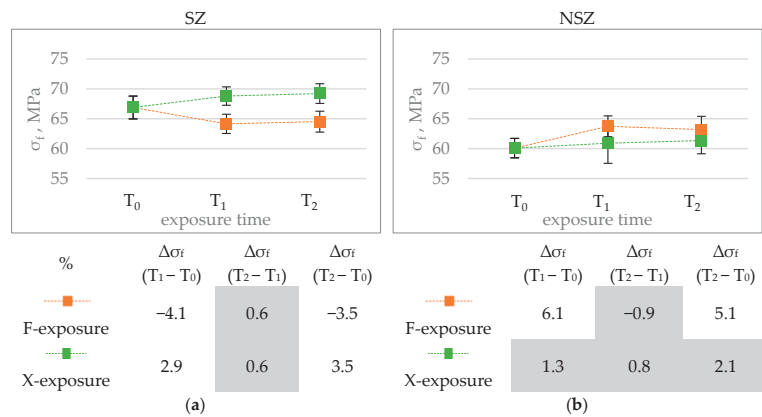 SZ
75
70
65
60
55
σf , MPa
T0
T1
T2
exposure time
%
Δσf
(T1 − T0)
Δσf
(T2 − T1)
Δσf
(T2 − T0)
F-exposure
−4.1
0.6
−3.5
X-exposure
2.9
0.6
3.5
(a)
NSZ
75
70
65
60
55
σf , MPa
T0
T1
T2
exposure time
Δσf
(T1 − T0)
Δσf
(T2 − T1)
Δσf
(T2 − T0)
F-exposure
6.1
−0.9
5.1
X-exposure
1.3
0.8
2.1
(b)